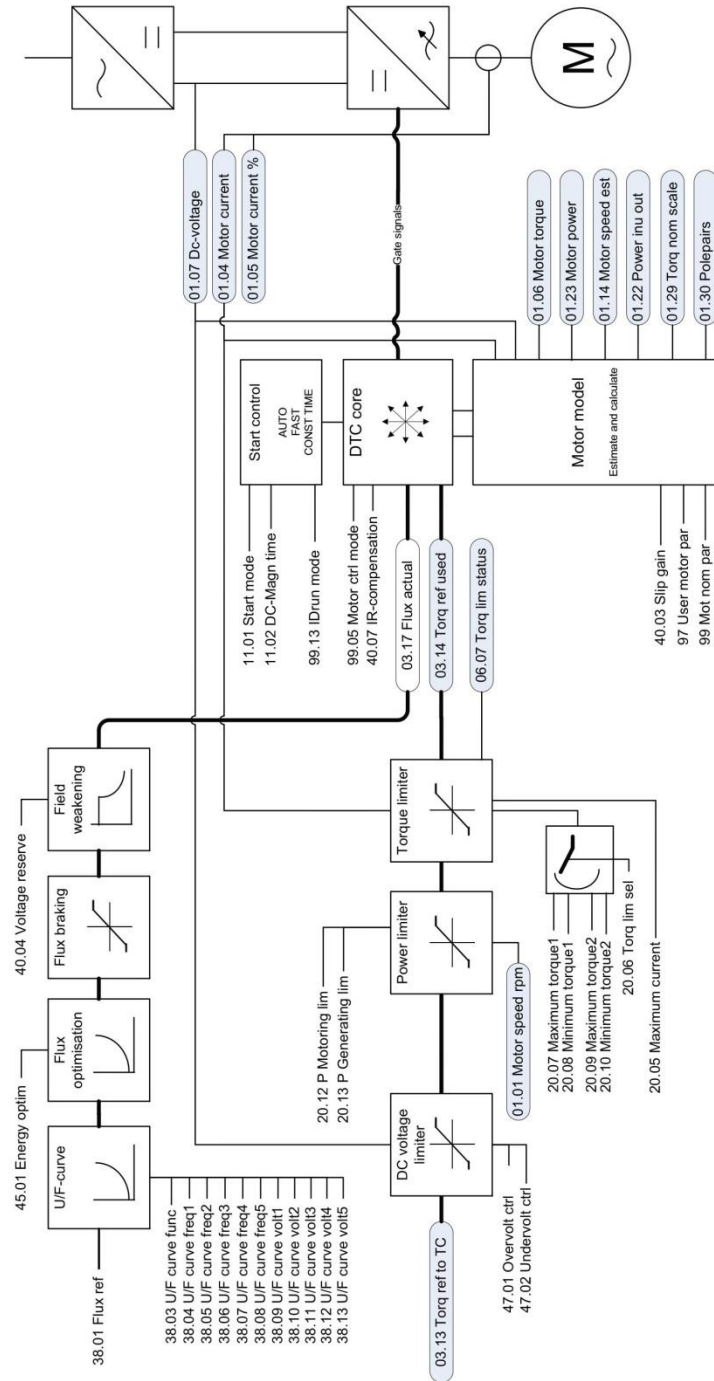 38.01 Flux ref
U/F-curve
45.01 Energy optim
Flux
optimisation
Flux braking
40.04 Voltage reserve
Field
weakening
38.03 U/F curve func
38.04 U/F curve freq1
38.05 U/F curve freq2
38.06 U/F curve freq3
38.07 U/F curve freq4
38.08 U/F curve freq5
38.09 U/F curve volt1
38.10 U/F curve volt2
38.11 U/F curve volt3
38.12 U/F curve volt4
38.13 U/F curve volt5
01.07 Dc-voltage
01.04 Motor current
01.05 Motor current %
11.01 Start mode
11.02 DC-Magn time
99.13 IDrun mode
Start control
AUTO
FAST
CONST TIME
99.05 Motor ctrl mode
40.07 IR-compensation
DTC core
Gate signals
03.17 Flux actual
03.14 Torq ref used
06.07 Torq lim status
20.12 P Motoring lim
20.13 P Generating lim
03.13 Torq ref to TC
DC voltage
limiter
Power limiter
Torque limiter
47.01 Overvolt ctrl
47.02 Undervolt ctrl
01.01 Motor speed rpm
20.07 Maximum torque1
20.08 Minimum torque1
20.09 Maximum torque2
20.10 Minimum torque2
20.06 Torq lim sel
20.05 Maximum current
Motor model
Estimate and calculate
40.03 Slip gain
97 User motor par
99 Mot nom par
01.06 Motor torque
01.23 Motor power
01.14 Motor speed est
01.22 Power inu out
01.29 Torq nom scale
01.30 Polepairs
M